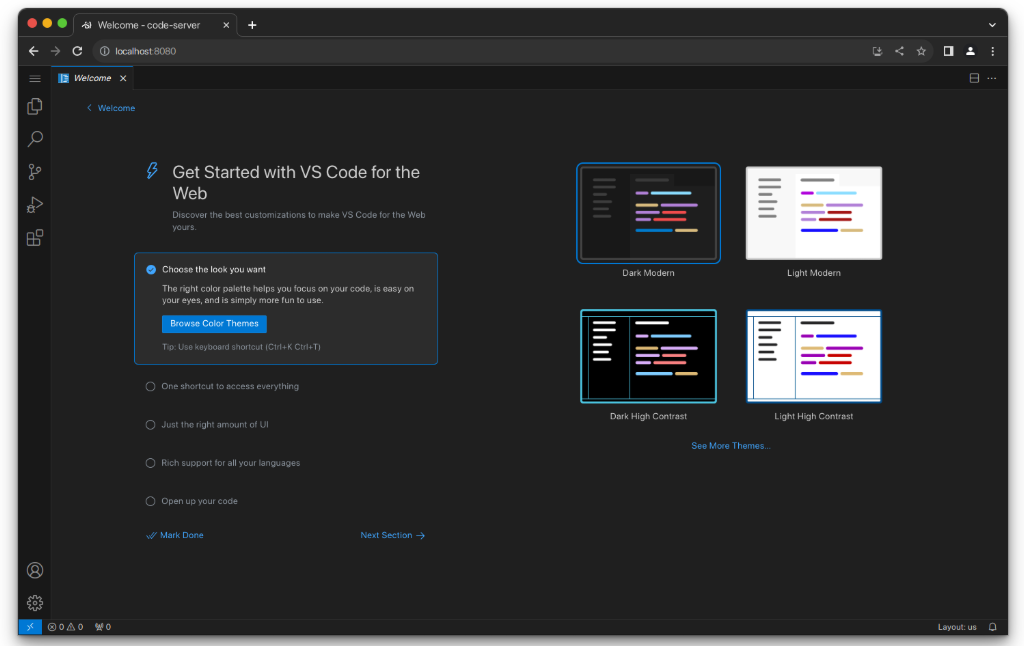 Welcome - code-server
localhost:8080
Welcome
Welcome
Get Started with VS Code for the
Web
Discover the best customizations to make VS Code for the Web
yours.
Choose the look you want
The right color palette helps you focus on your code, is easy on
your eyes, and is simply more fun to use.
Browse Color Themes
Tip: Use keyboard shortcut (Ctrl+K Ctrl+T)
One shortcut to access everything
Just the right amount of UI
Rich support for all your languages
Open up your code
Mark Done
Next Section
Dark Modern
Light Modern
Dark High Contrast
Light High Contrast
See More Themes...
0 0 0
Layout: us